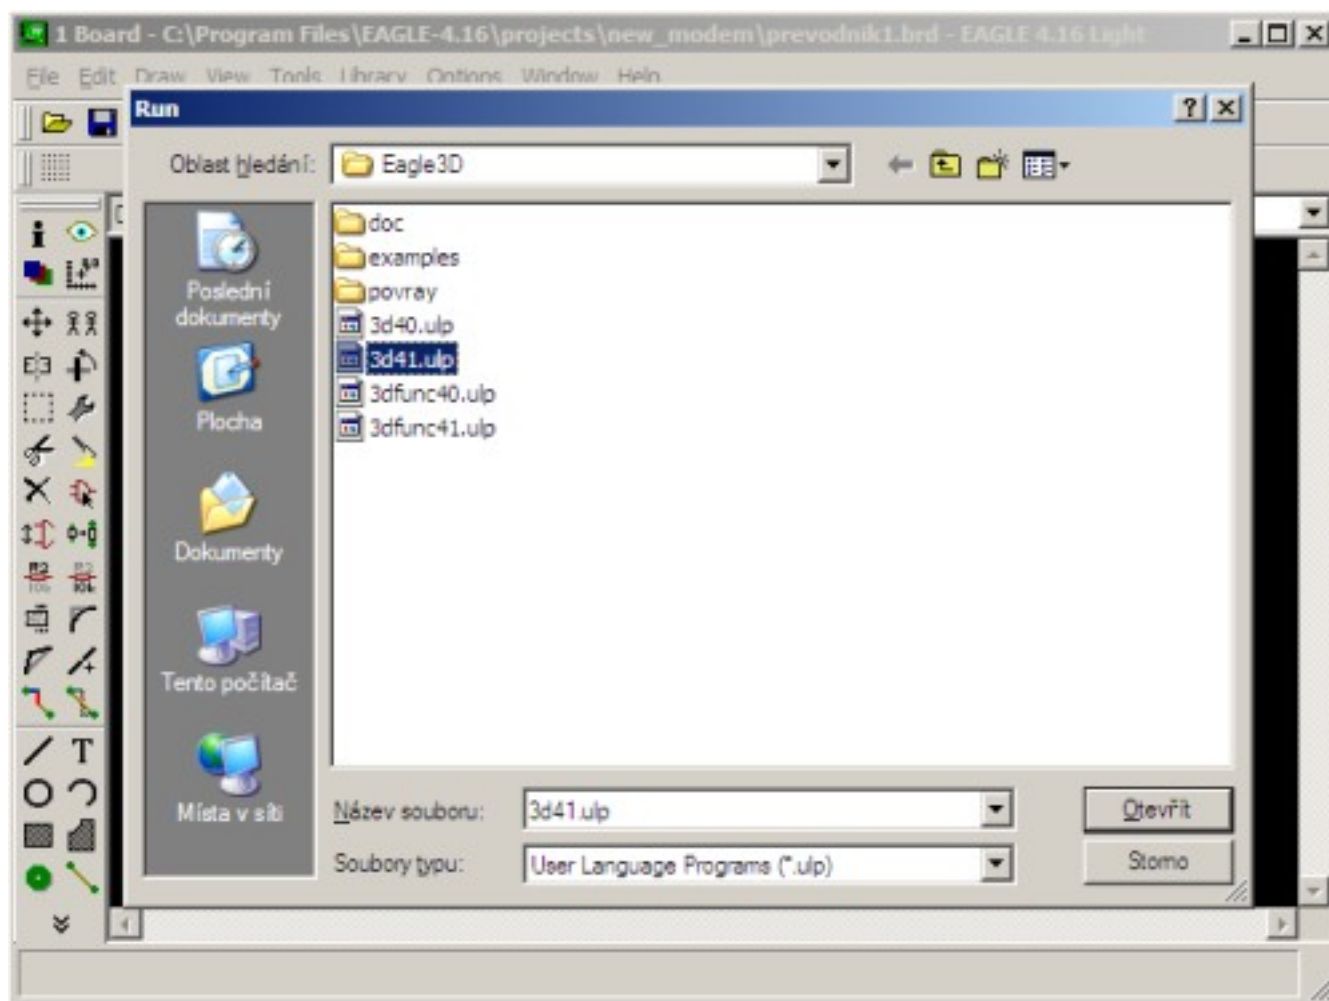 1 Board - C:\Program Files\EAGLE-4.16\projects\new_modem\prevodnik1.brd - EAGLE 4.16 Light
File Edit Draw View Tools Library Options Window Help
Run
Oblast hledání: Eagle3D
doc
examples
povray
3d40.ulp
3d41.ulp
3dfunc40.ulp
3dfunc41.ulp
Poslední
dokumenty
Plocha
Dokumenty
Tento počítač
Místa v síti
Název souboru: 3d41.ulp Otevřít
Soubory typu: User Language Programs (*.ulp) Storno